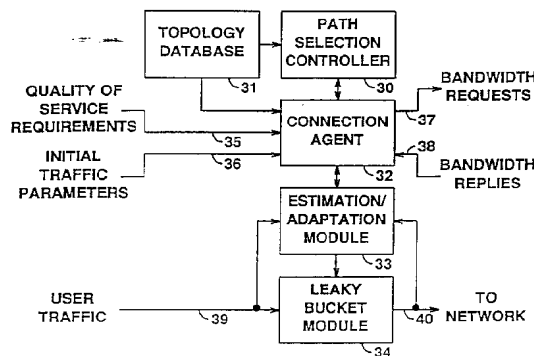 TOPOLOGY
DATABASE
31
PATH
SELECTION
CONTROLLER
30
QUALITY OF
SERVICE
REQUIREMENTS
35
INITIAL
TRAFFIC
PARAMETERS
36
CONNECTION
AGENT
32
BANDWIDTH
REQUESTS
37
38
BANDWIDTH
REPLIES
ESTIMATION/
ADAPTATION
MODULE
33
USER
TRAFFIC
39
LEAKY
BUCKET
MODULE
34
40
TO
NETWORK